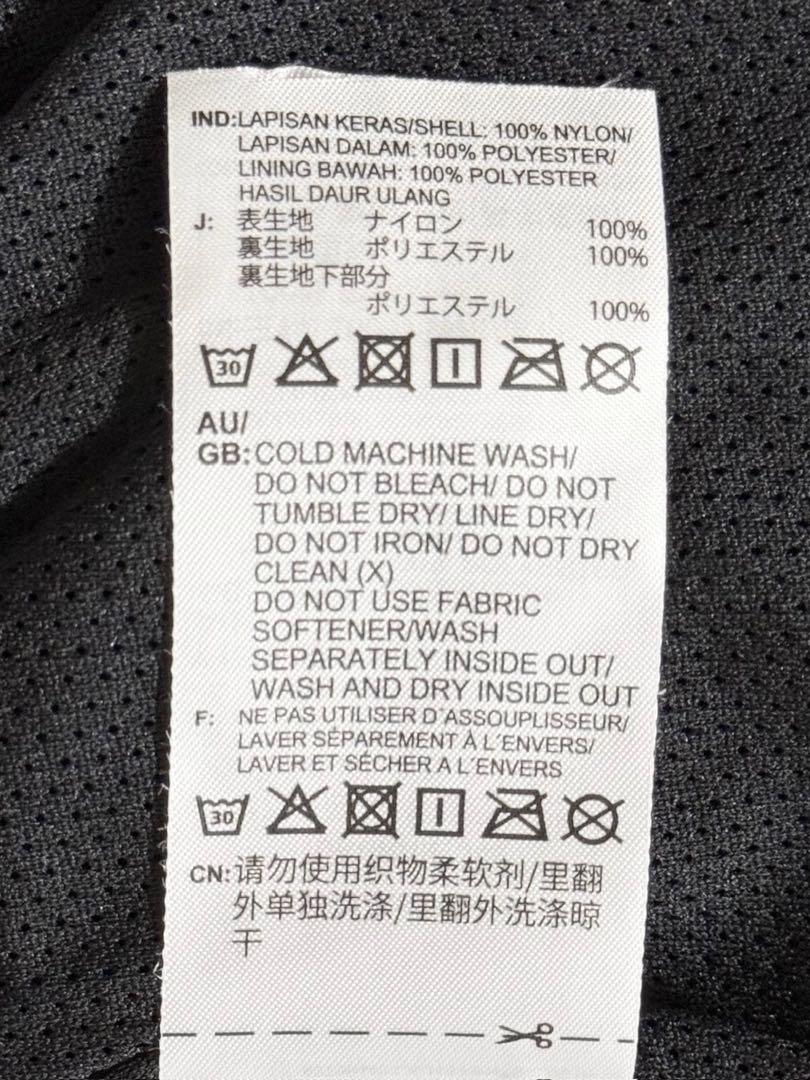 IND:LAPISAN KERAS/SHELL: 100% NYLON/
LAPISAN DALAM: 100% POLYESTER/
LINING BAWAH: 100% POLYESTER
HASIL DAUR ULANG
J: 表生地 ナイロン 100%
裏生地 ポリエステル 100%
裏生地下部分
ポリエステル 100%
30
AU/
GB:COLD MACHINE WASH/
DO NOT BLEACH/ DO NOT
TUMBLE DRY/ LINE DRY/
DO NOT IRON/ DO NOT DRY
CLEAN (X)
DO NOT USE FABRIC
SOFTENER/WASH
SEPARATELY INSIDE OUT/
WASH AND DRY INSIDE OUT
F: NE PAS UTILISER D´ASSOUPLISSEUR/
LAVER SÉPAREMENT À L´ENVERS/
LAVER ET SÉCHER A L´ENVERS
30
CN:请勿使用织物柔软剂/里翻
外单独洗涤/里翻外洗涤晾
干